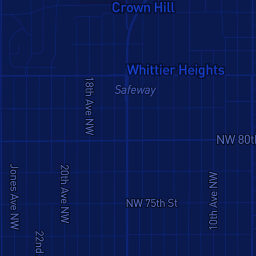 Crown Hill
Whittier Heights
Safeway
18th Ave NW
NW 80th
Jones Ave NW
20th Ave NW
10th Ave NW
NW 75th St
22nd